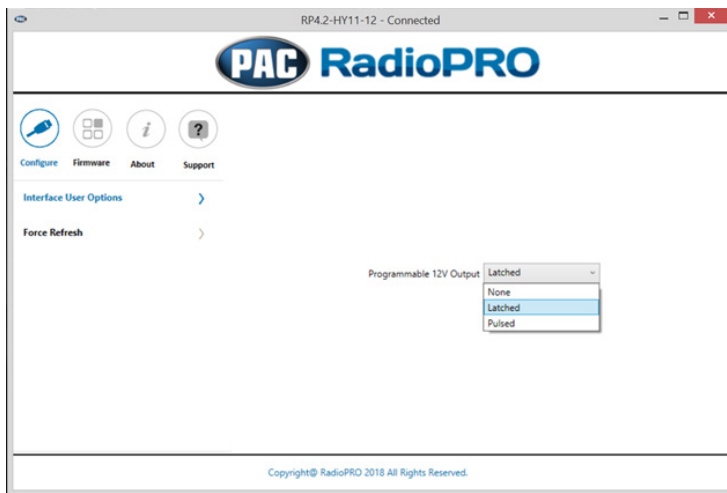 RP4.2-HY11-12 - Connected
PAC RadioPRO
Configure Firmware About Support
Interface User Options
Force Refresh
Programmable 12V Output Latched
None
Latched
Pulsed
Copyright@ RadioPRO 2018 All Rights Reserved.